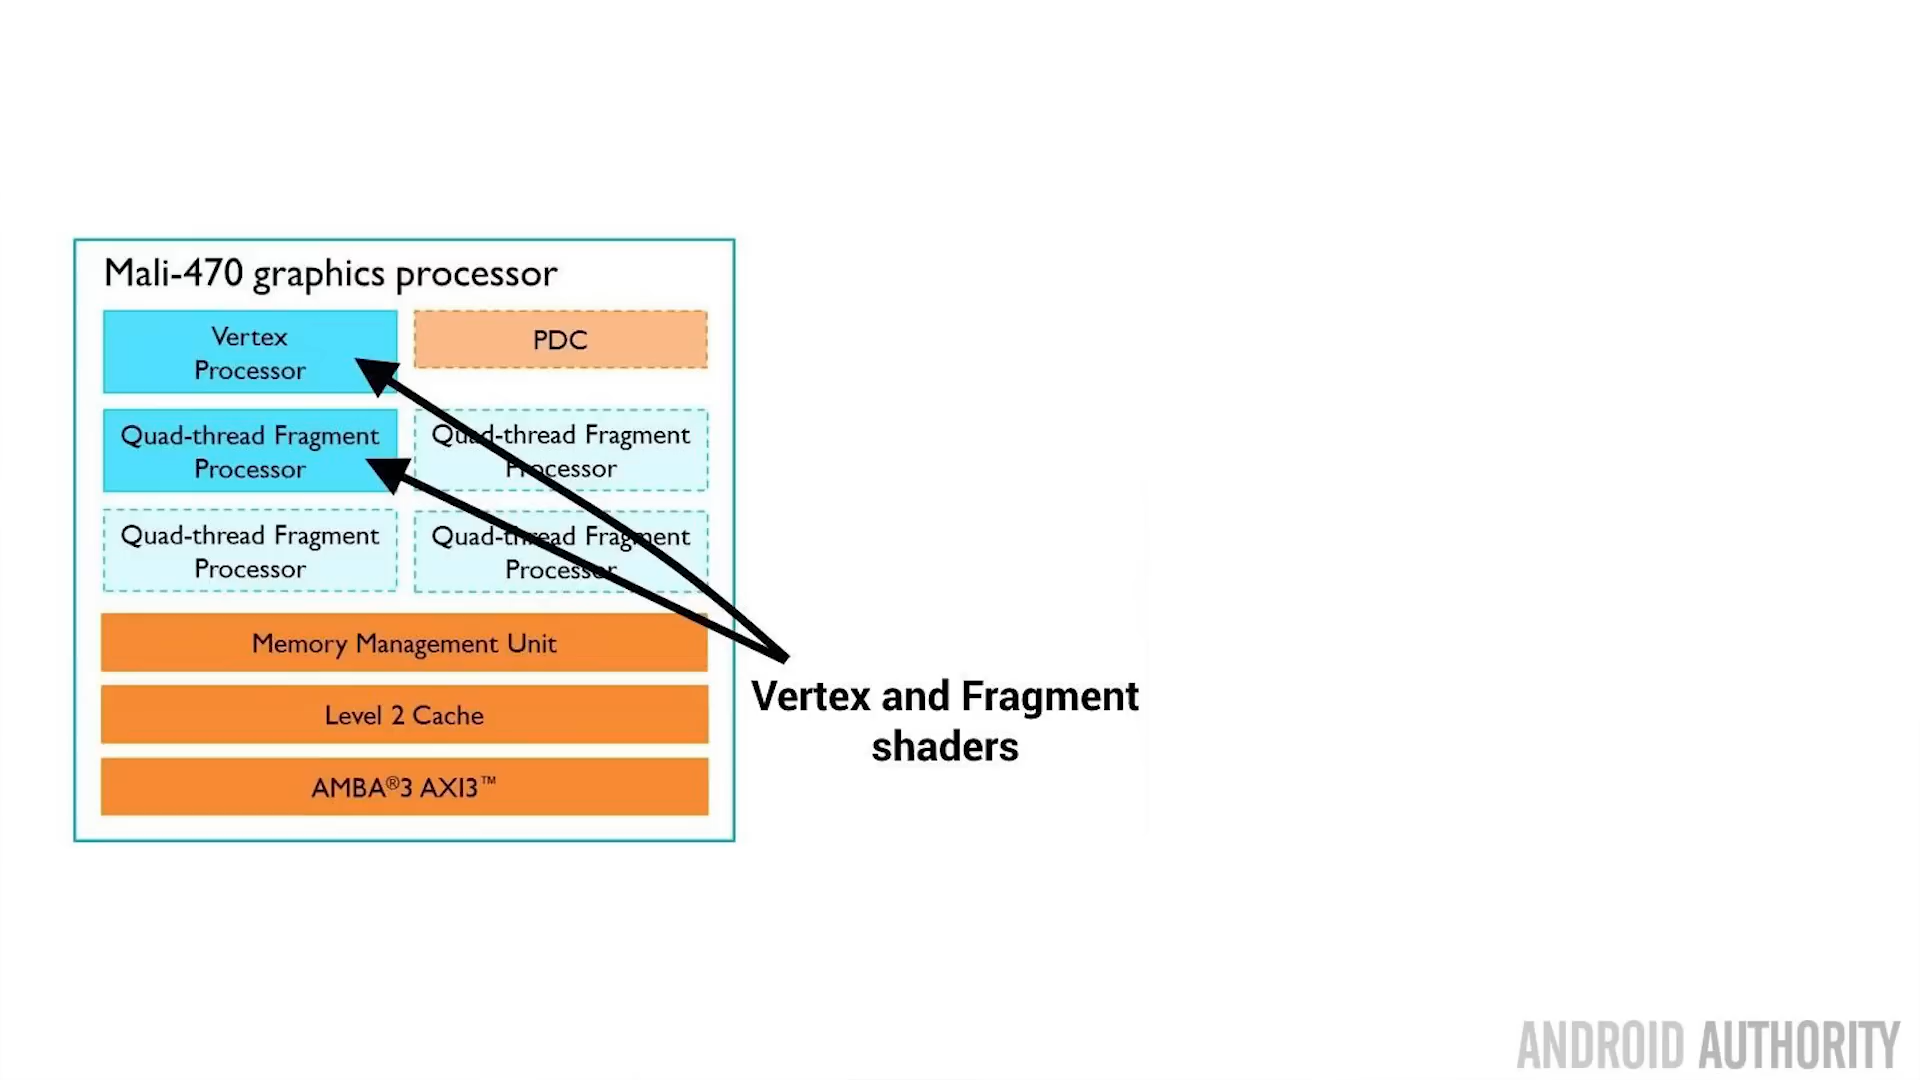 Mali-470 graphics processor
Vertex
Processor
PDC
Quad-thread Fragment
Processor
Quad-thread Fragment
Processor
Quad-thread Fragment
Processor
Quad-thread Fragment
Processor
Memory Management Unit
Level 2 Cache
AMBA®3 AXI3™
Vertex and Fragment
shaders
ANDROID AUTHORITY